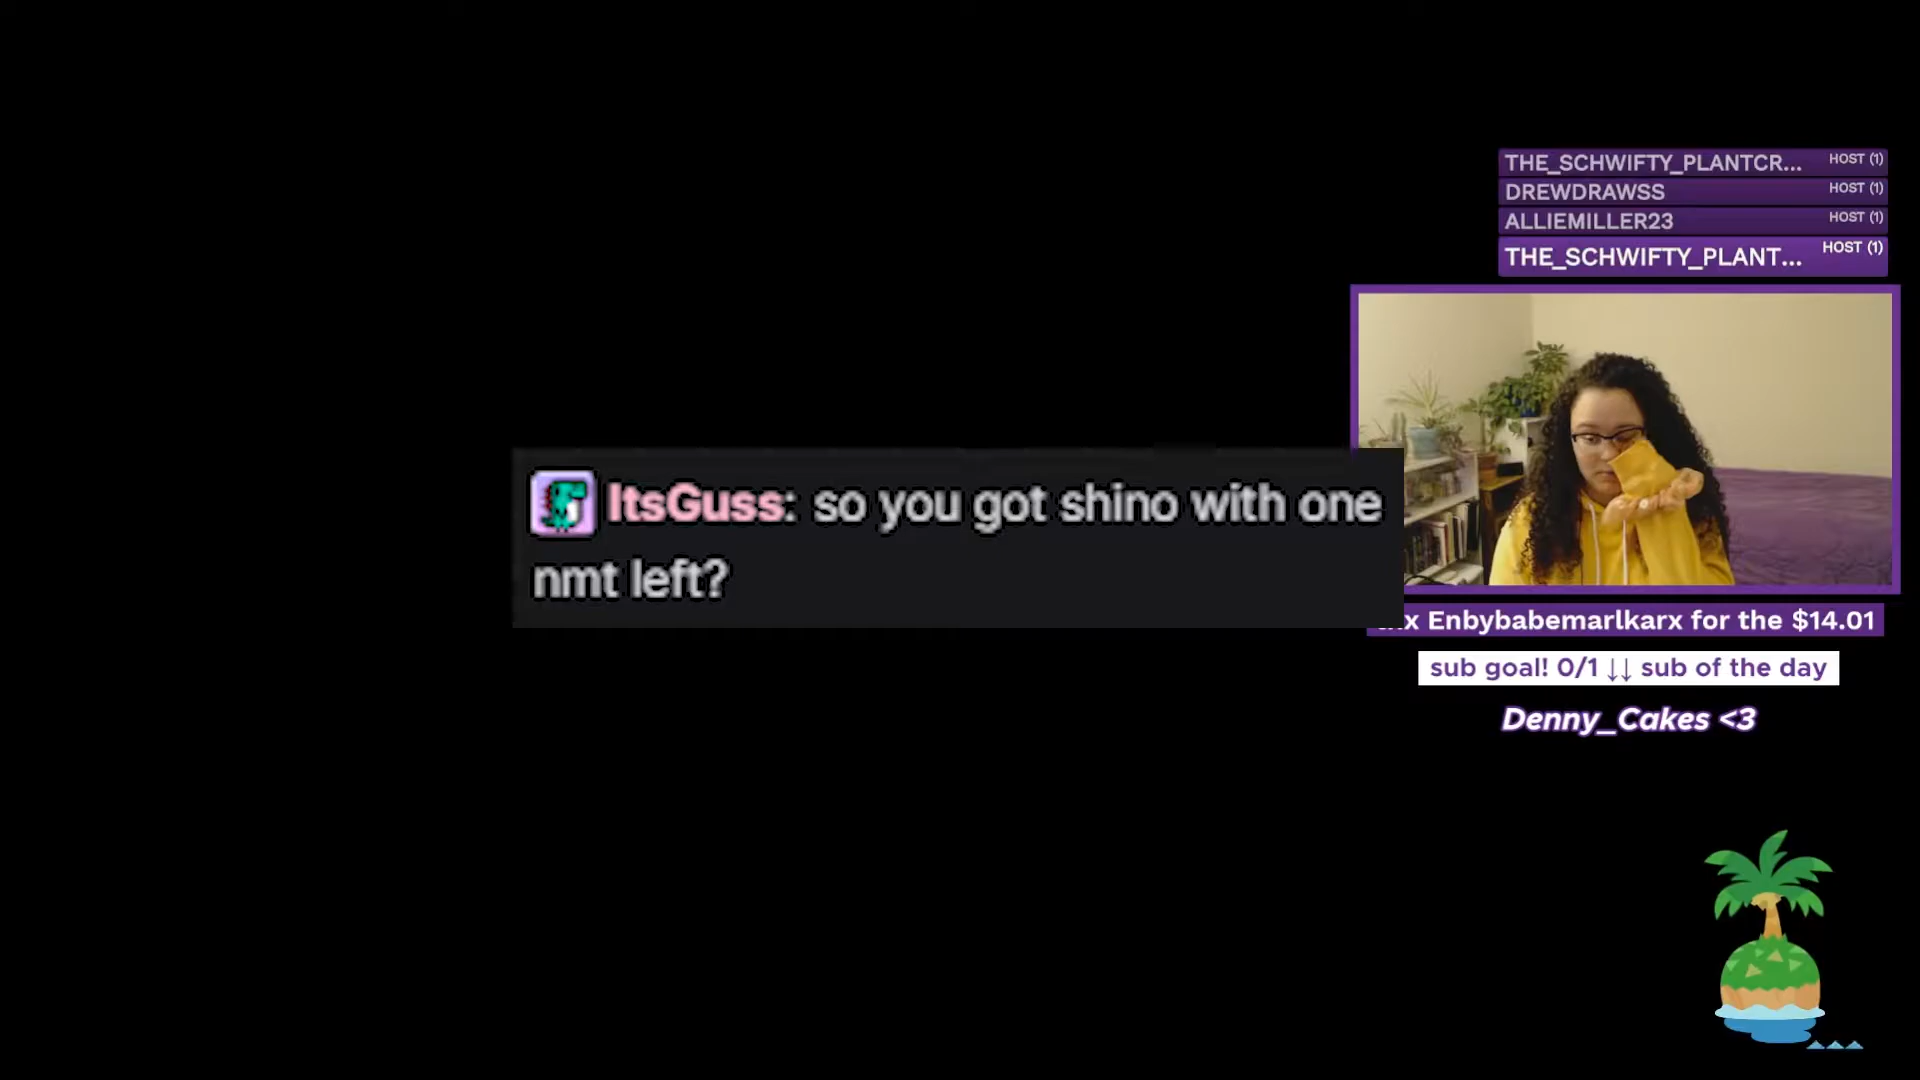 THE_SCHWIFTY_PLANTCR... HOST (1)
DREWDRAWSS HOST (1)
ALLIEMILLER23 HOST (1)
THE_SCHWIFTY_PLANT... HOST (1)
ItsGuss: so you got shino with one
nmt left?
Enbybabemarlkarx for the $14.01
sub goal! 0/1 ↓↓ sub of the day
Denny_Cakes <3